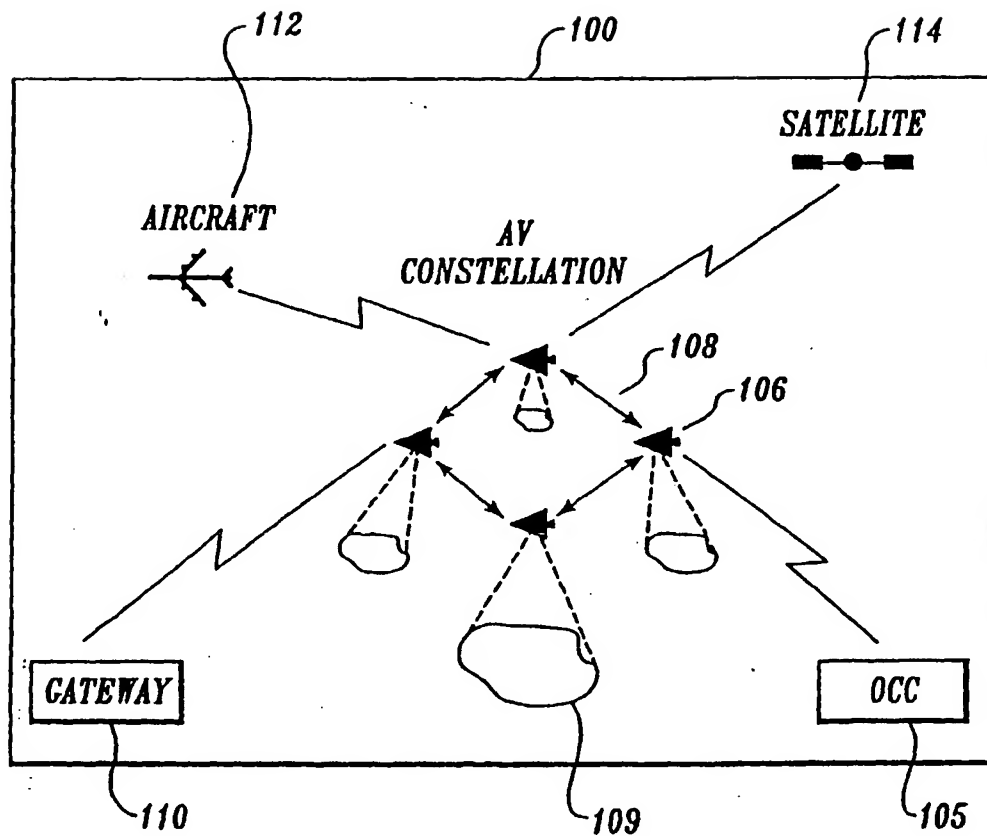 112
100
114
SATELLITE
AIRCRAFT
AV
CONSTELLATION
108
106
GATEWAY
OCC
110
109
105